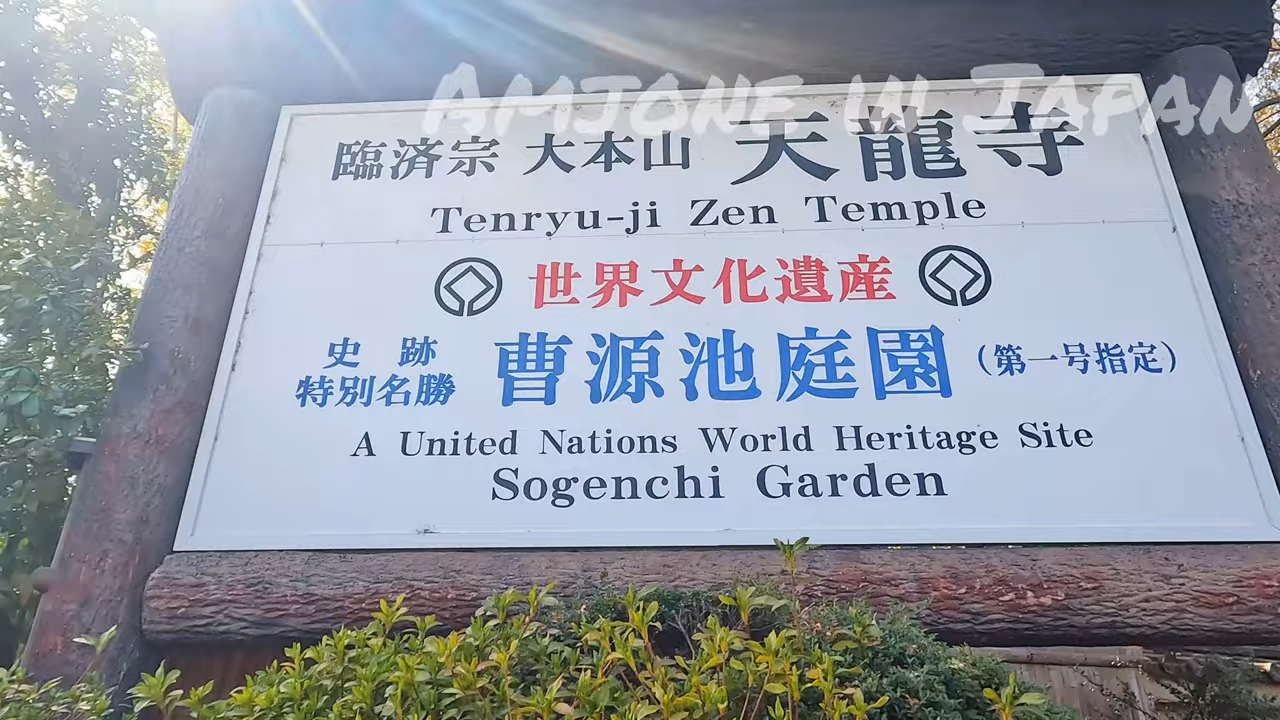 Amjone in Japan
臨済宗 大本山 天龍寺
Tenryu-ji Zen Temple
世界文化遺産
史跡
特別名勝
曹源池庭園 (第一号指定)
A United Nations World Heritage Site
Sogenchi Garden